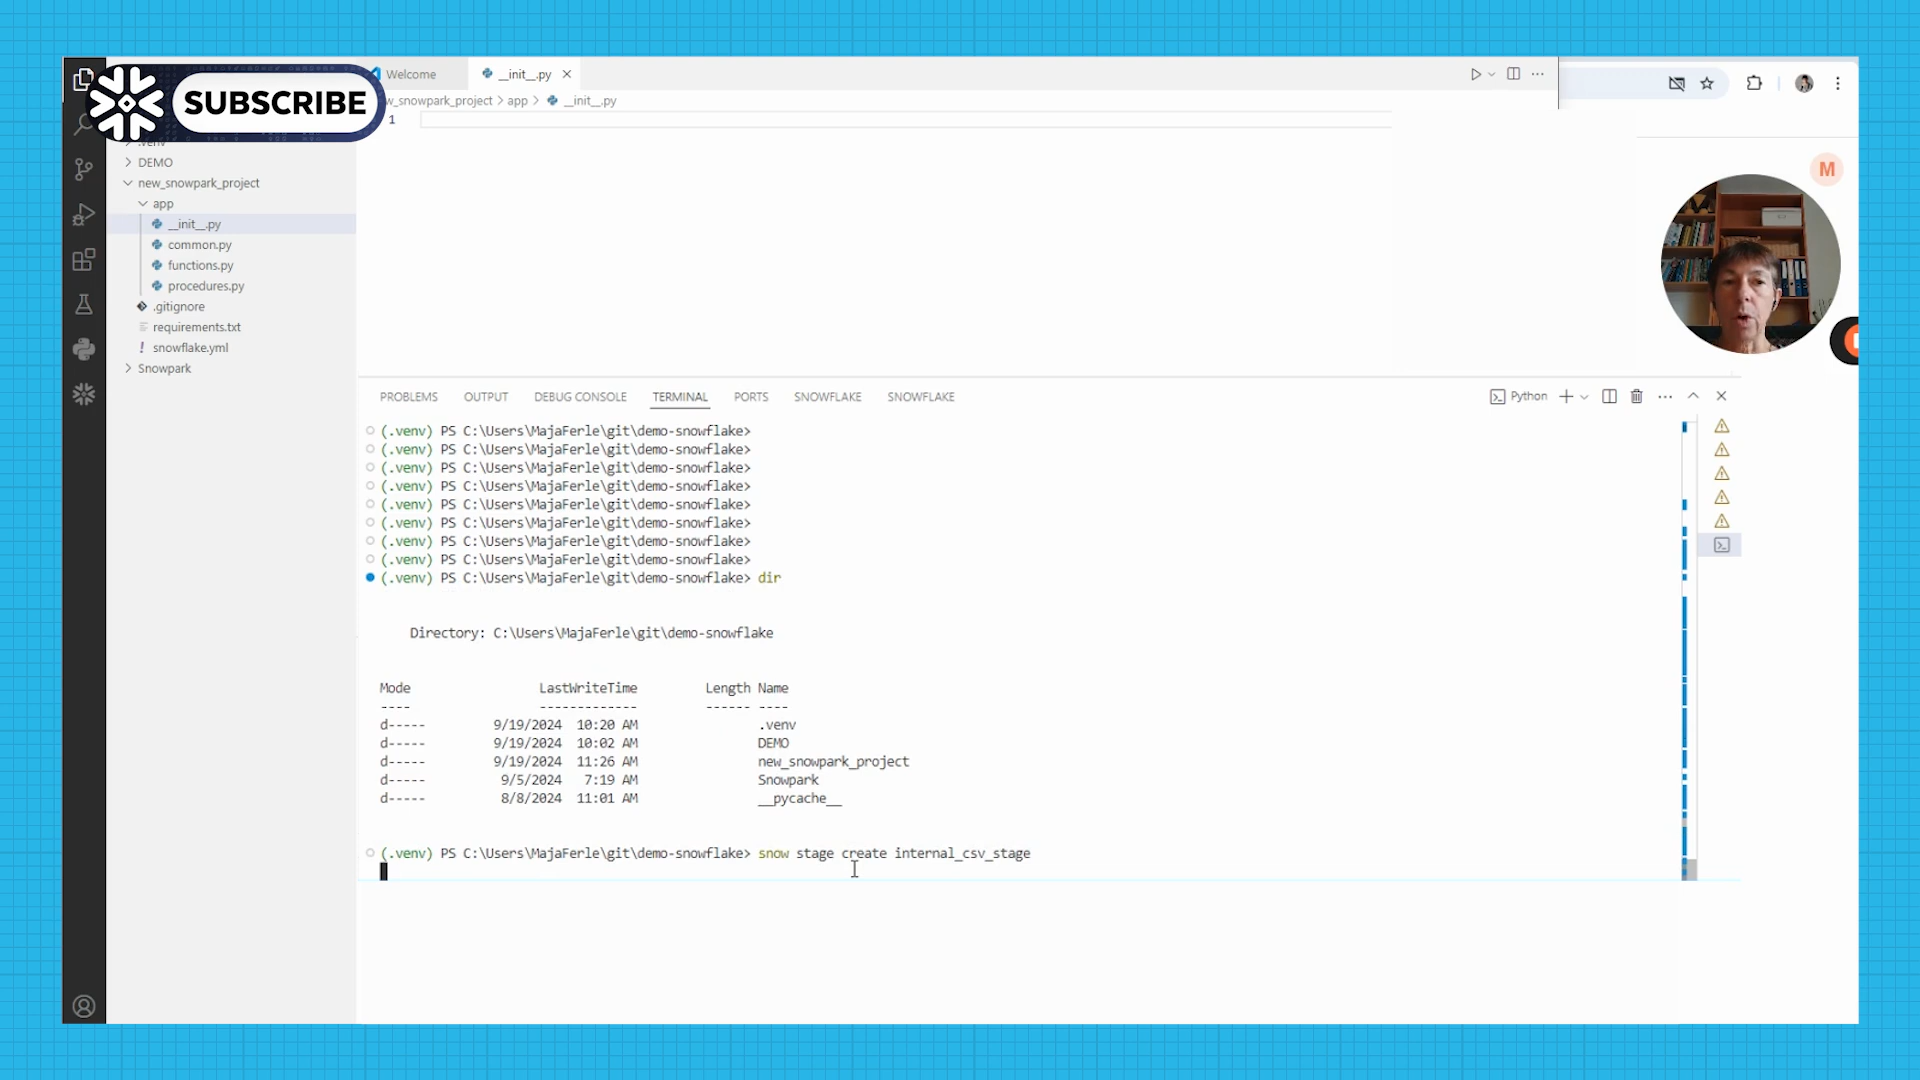 SUBSCRIBE
Welcome
__init__.py
w_snowpark_project > app > __init__.py
1
.venv
DEMO
new_snowpark_project
app
__init__.py
common.py
functions.py
procedures.py
.gitignore
requirements.txt
snowflake.yml
Snowpark
M
PROBLEMS OUTPUT DEBUG CONSOLE TERMINAL PORTS SNOWFLAKE SNOWFLAKE
Python
(.venv) PS C:\Users\MajaFerle\git\demo-snowflake>
(.venv) PS C:\Users\MajaFerle\git\demo-snowflake>
(.venv) PS C:\Users\MajaFerle\git\demo-snowflake>
(.venv) PS C:\Users\MajaFerle\git\demo-snowflake>
(.venv) PS C:\Users\MajaFerle\git\demo-snowflake>
(.venv) PS C:\Users\MajaFerle\git\demo-snowflake>
(.venv) PS C:\Users\MajaFerle\git\demo-snowflake>
(.venv) PS C:\Users\MajaFerle\git\demo-snowflake>
(.venv) PS C:\Users\MajaFerle\git\demo-snowflake> dir
Directory: C:\Users\MajaFerle\git\demo-snowflake
Mode LastWriteTime Length Name
---- ------------- ------ ----
d----- 9/19/2024 10:20 AM .venv
d----- 9/19/2024 10:02 AM DEMO
d----- 9/19/2024 11:26 AM new_snowpark_project
d----- 9/5/2024 7:19 AM Snowpark
d----- 8/8/2024 11:01 AM __pycache__
(.venv) PS C:\Users\MajaFerle\git\demo-snowflake> snow stage create internal_csv_stage